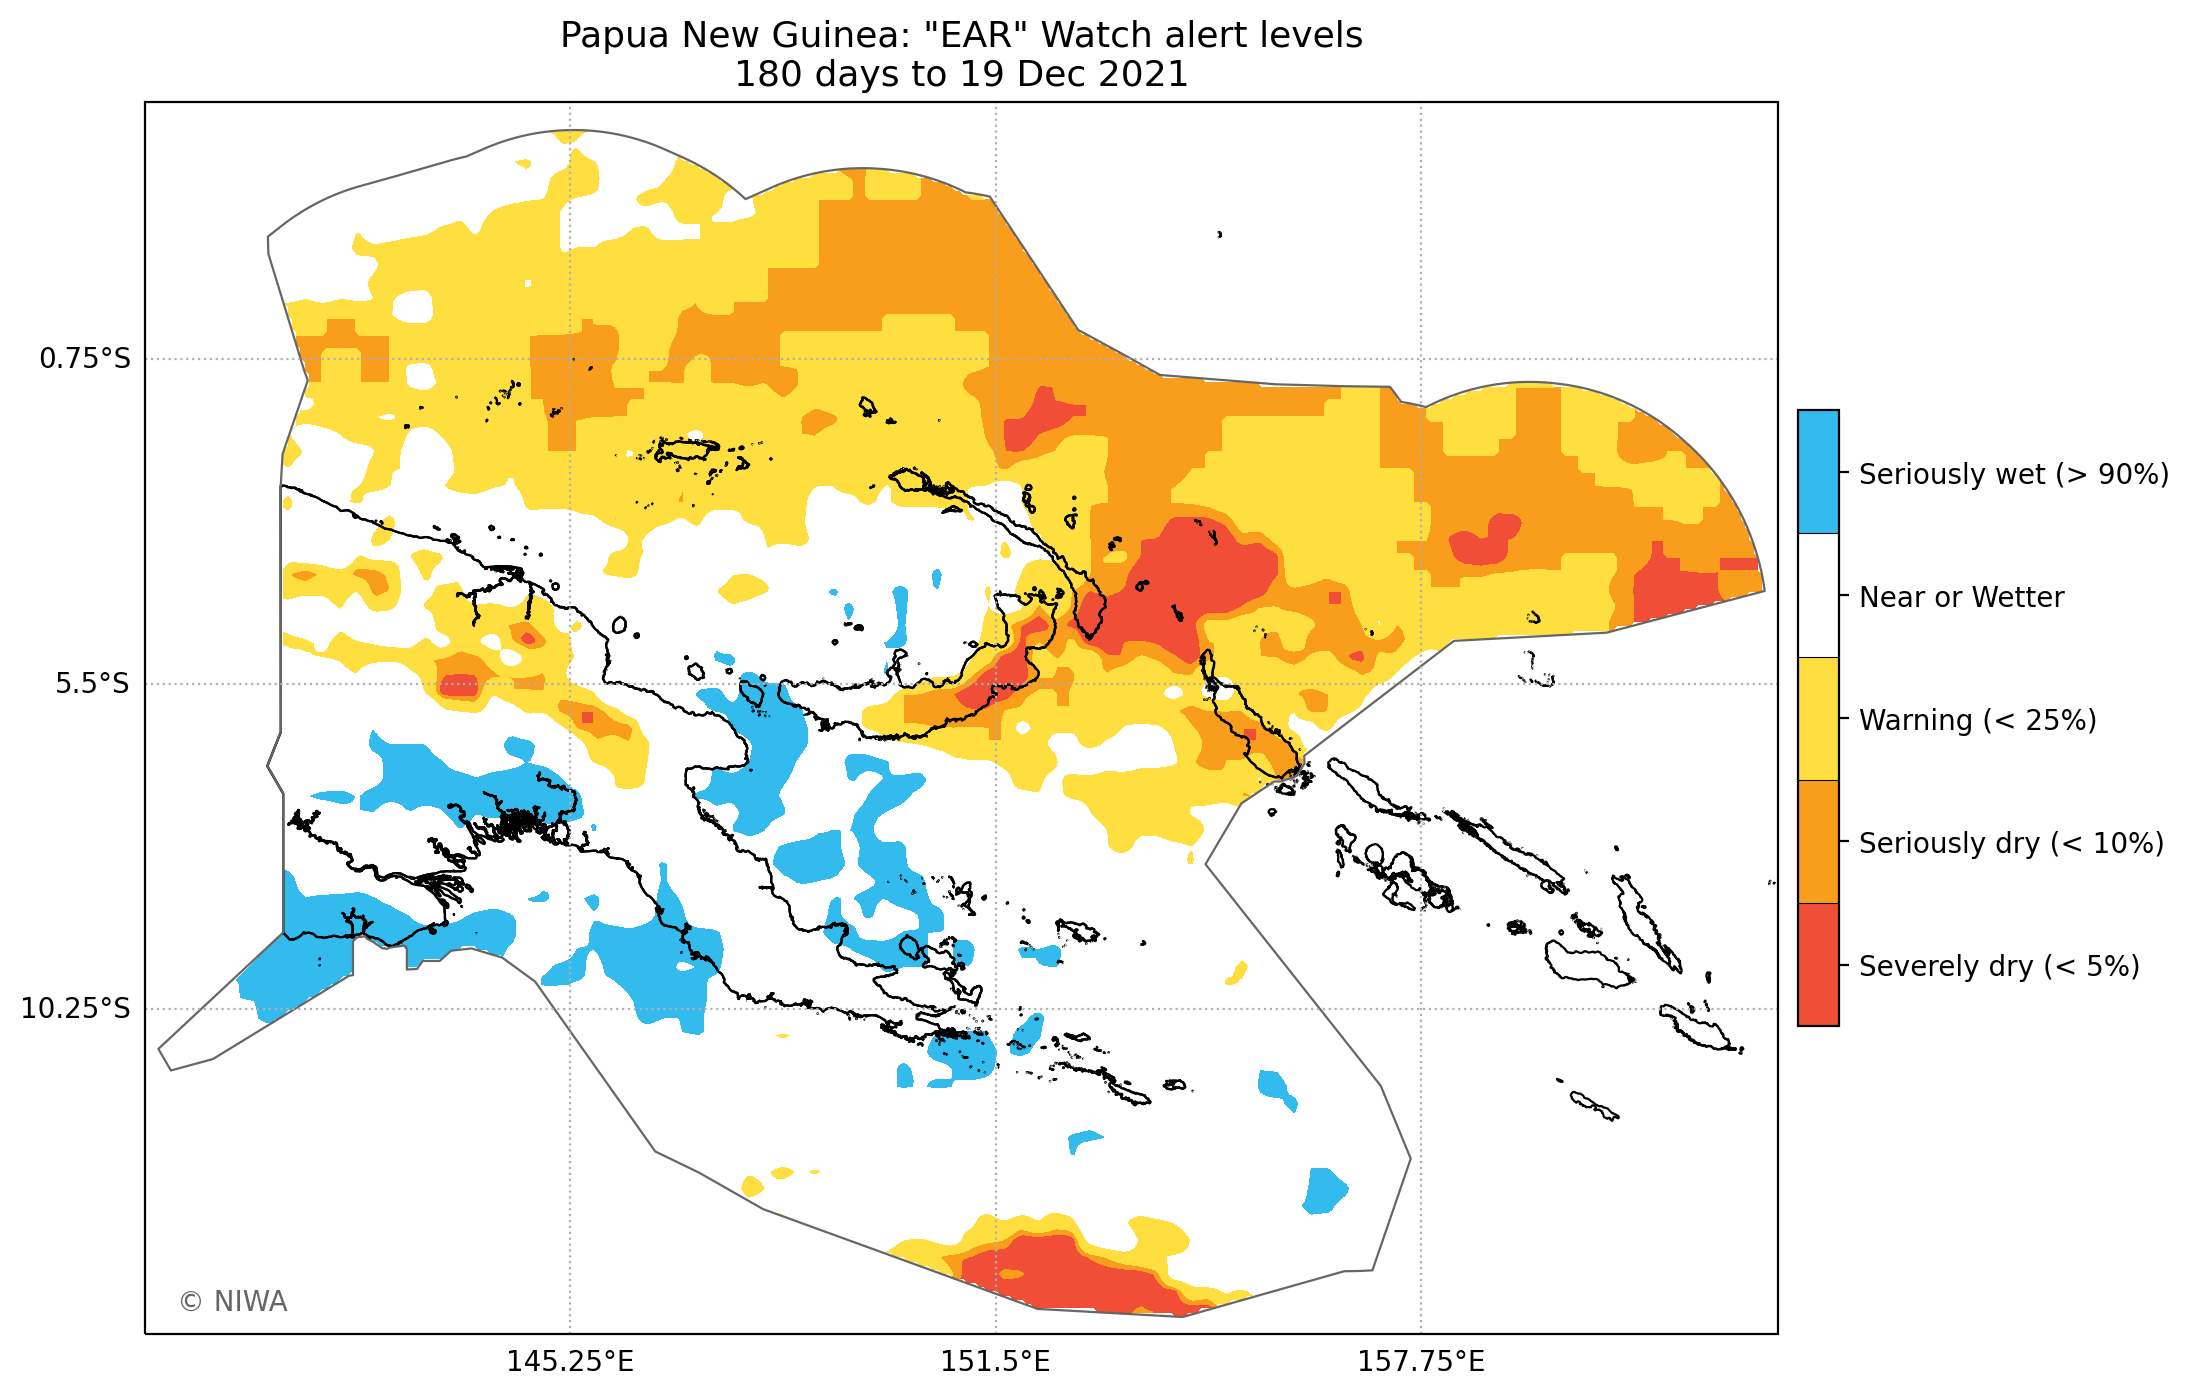 Papua New Guinea: "EAR" Watch alert levels
180 days to 19 Dec 2021
0.75°S
5.5°S
10.25°S
145.25°E
151.5°E
157.75°E
Seriously wet (> 90%)
Near or Wetter
Warning (< 25%)
Seriously dry (< 10%)
Severely dry (< 5%)
© NIWA